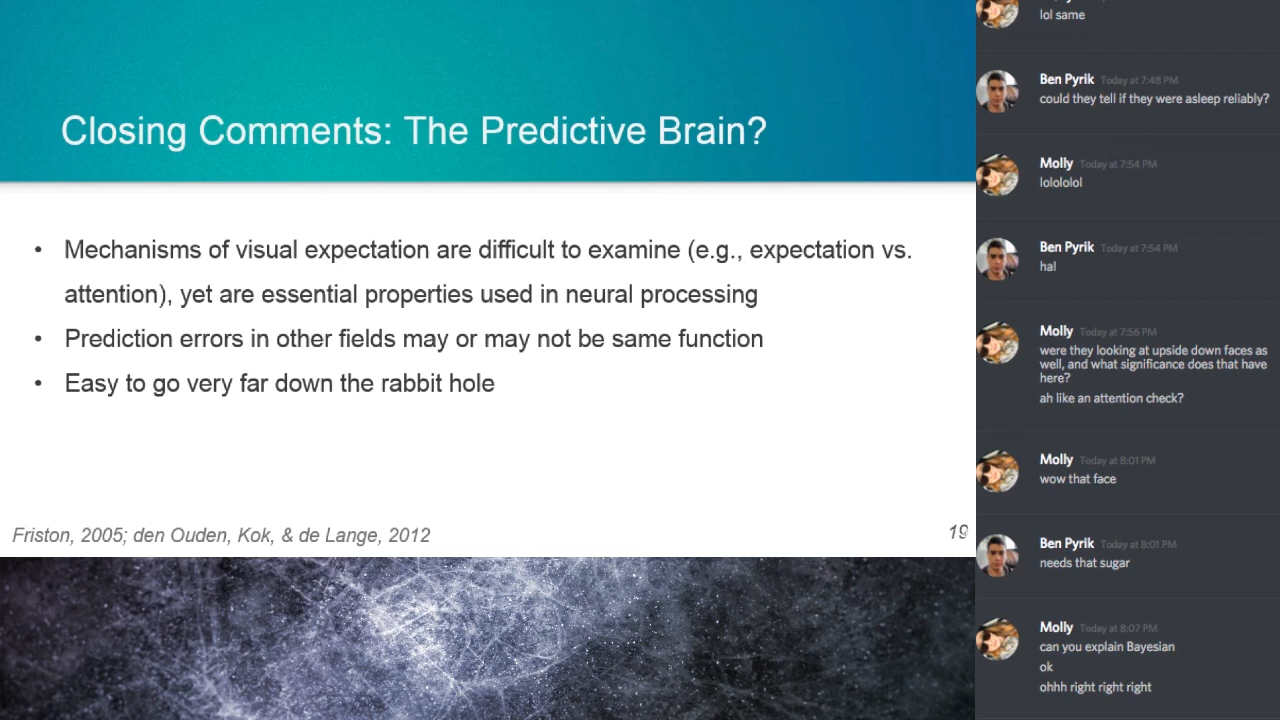 Closing Comments: The Predictive Brain?
• Mechanisms of visual expectation are difficult to examine (e.g., expectation vs.
attention), yet are essential properties used in neural processing
• Prediction errors in other fields may or may not be same function
• Easy to go very far down the rabbit hole
Friston, 2005; den Ouden, Kok, & de Lange, 2012
19
lol same
Ben Pyrik Today at 7:48 PM
could they tell if they were asleep reliably?
Molly Today at 7:54 PM
lolololol
Ben Pyrik Today at 7:54 PM
ha!
Molly Today at 7:56 PM
were they looking at upside down faces as
well, and what significance does that have
here?
ah like an attention check?
Molly Today at 8:01 PM
wow that face
Ben Pyrik Today at 8:01 PM
needs that sugar
Molly Today at 8:07 PM
can you explain Bayesian
ok
ohhh right right right